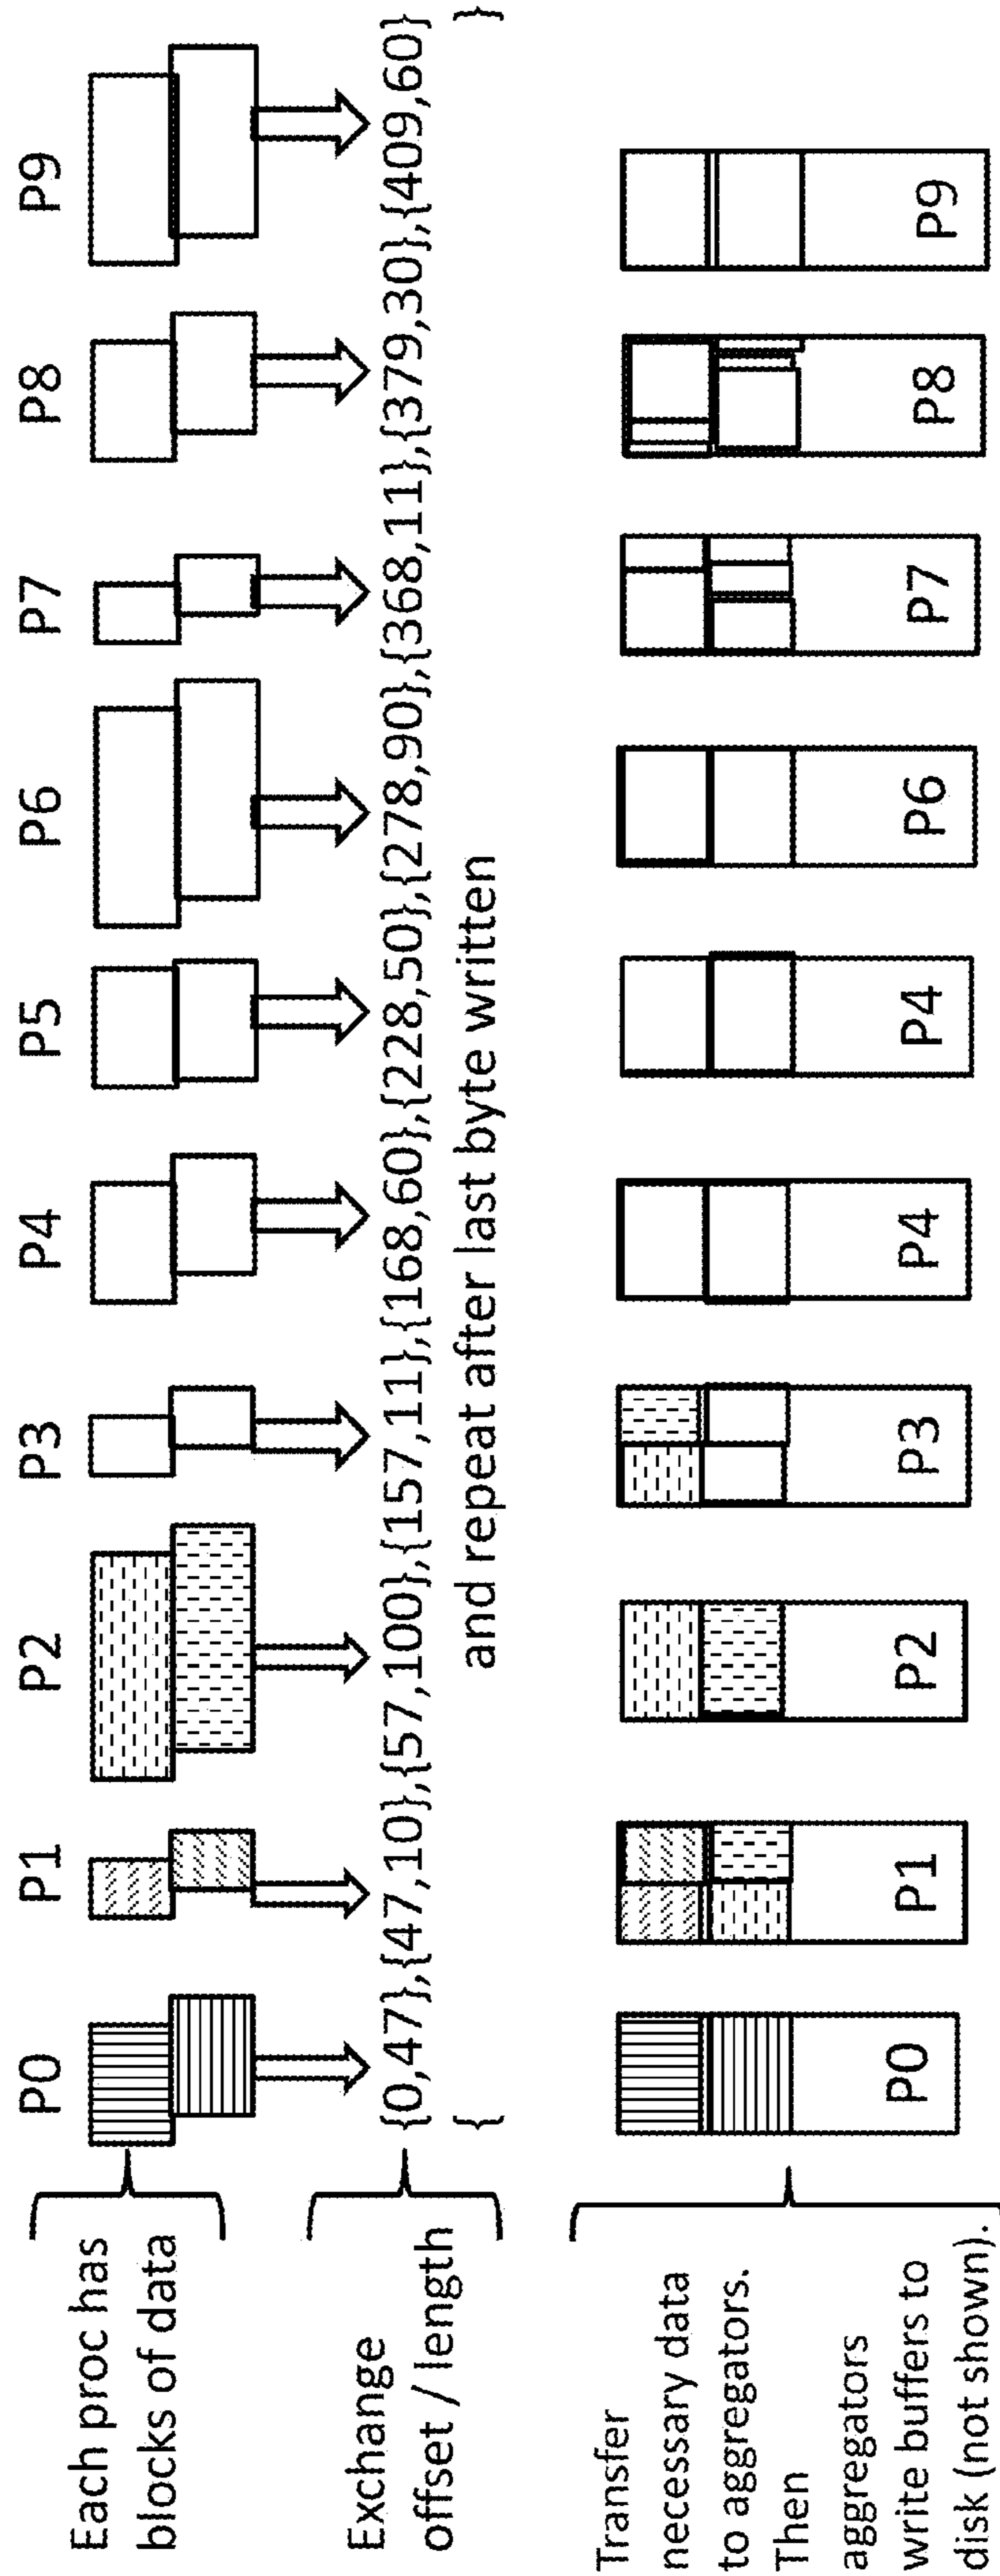 Each proc has
blocks of data
P0 P1 P2 P3 P4 P5 P6 P7 P8 P9
Exchange
offset / length
{0,47},{47,10},{57,100},{157,11},{168,60},{228,50},{278,90},{368,11},{379,30},{409,60}
{ and repeat after last byte written }
Transfer
necessary data
to aggregators.
Then
aggregators
write buffers to
disk (not shown).
P0 P1 P2 P3 P4 P4 P6 P7 P8 P9